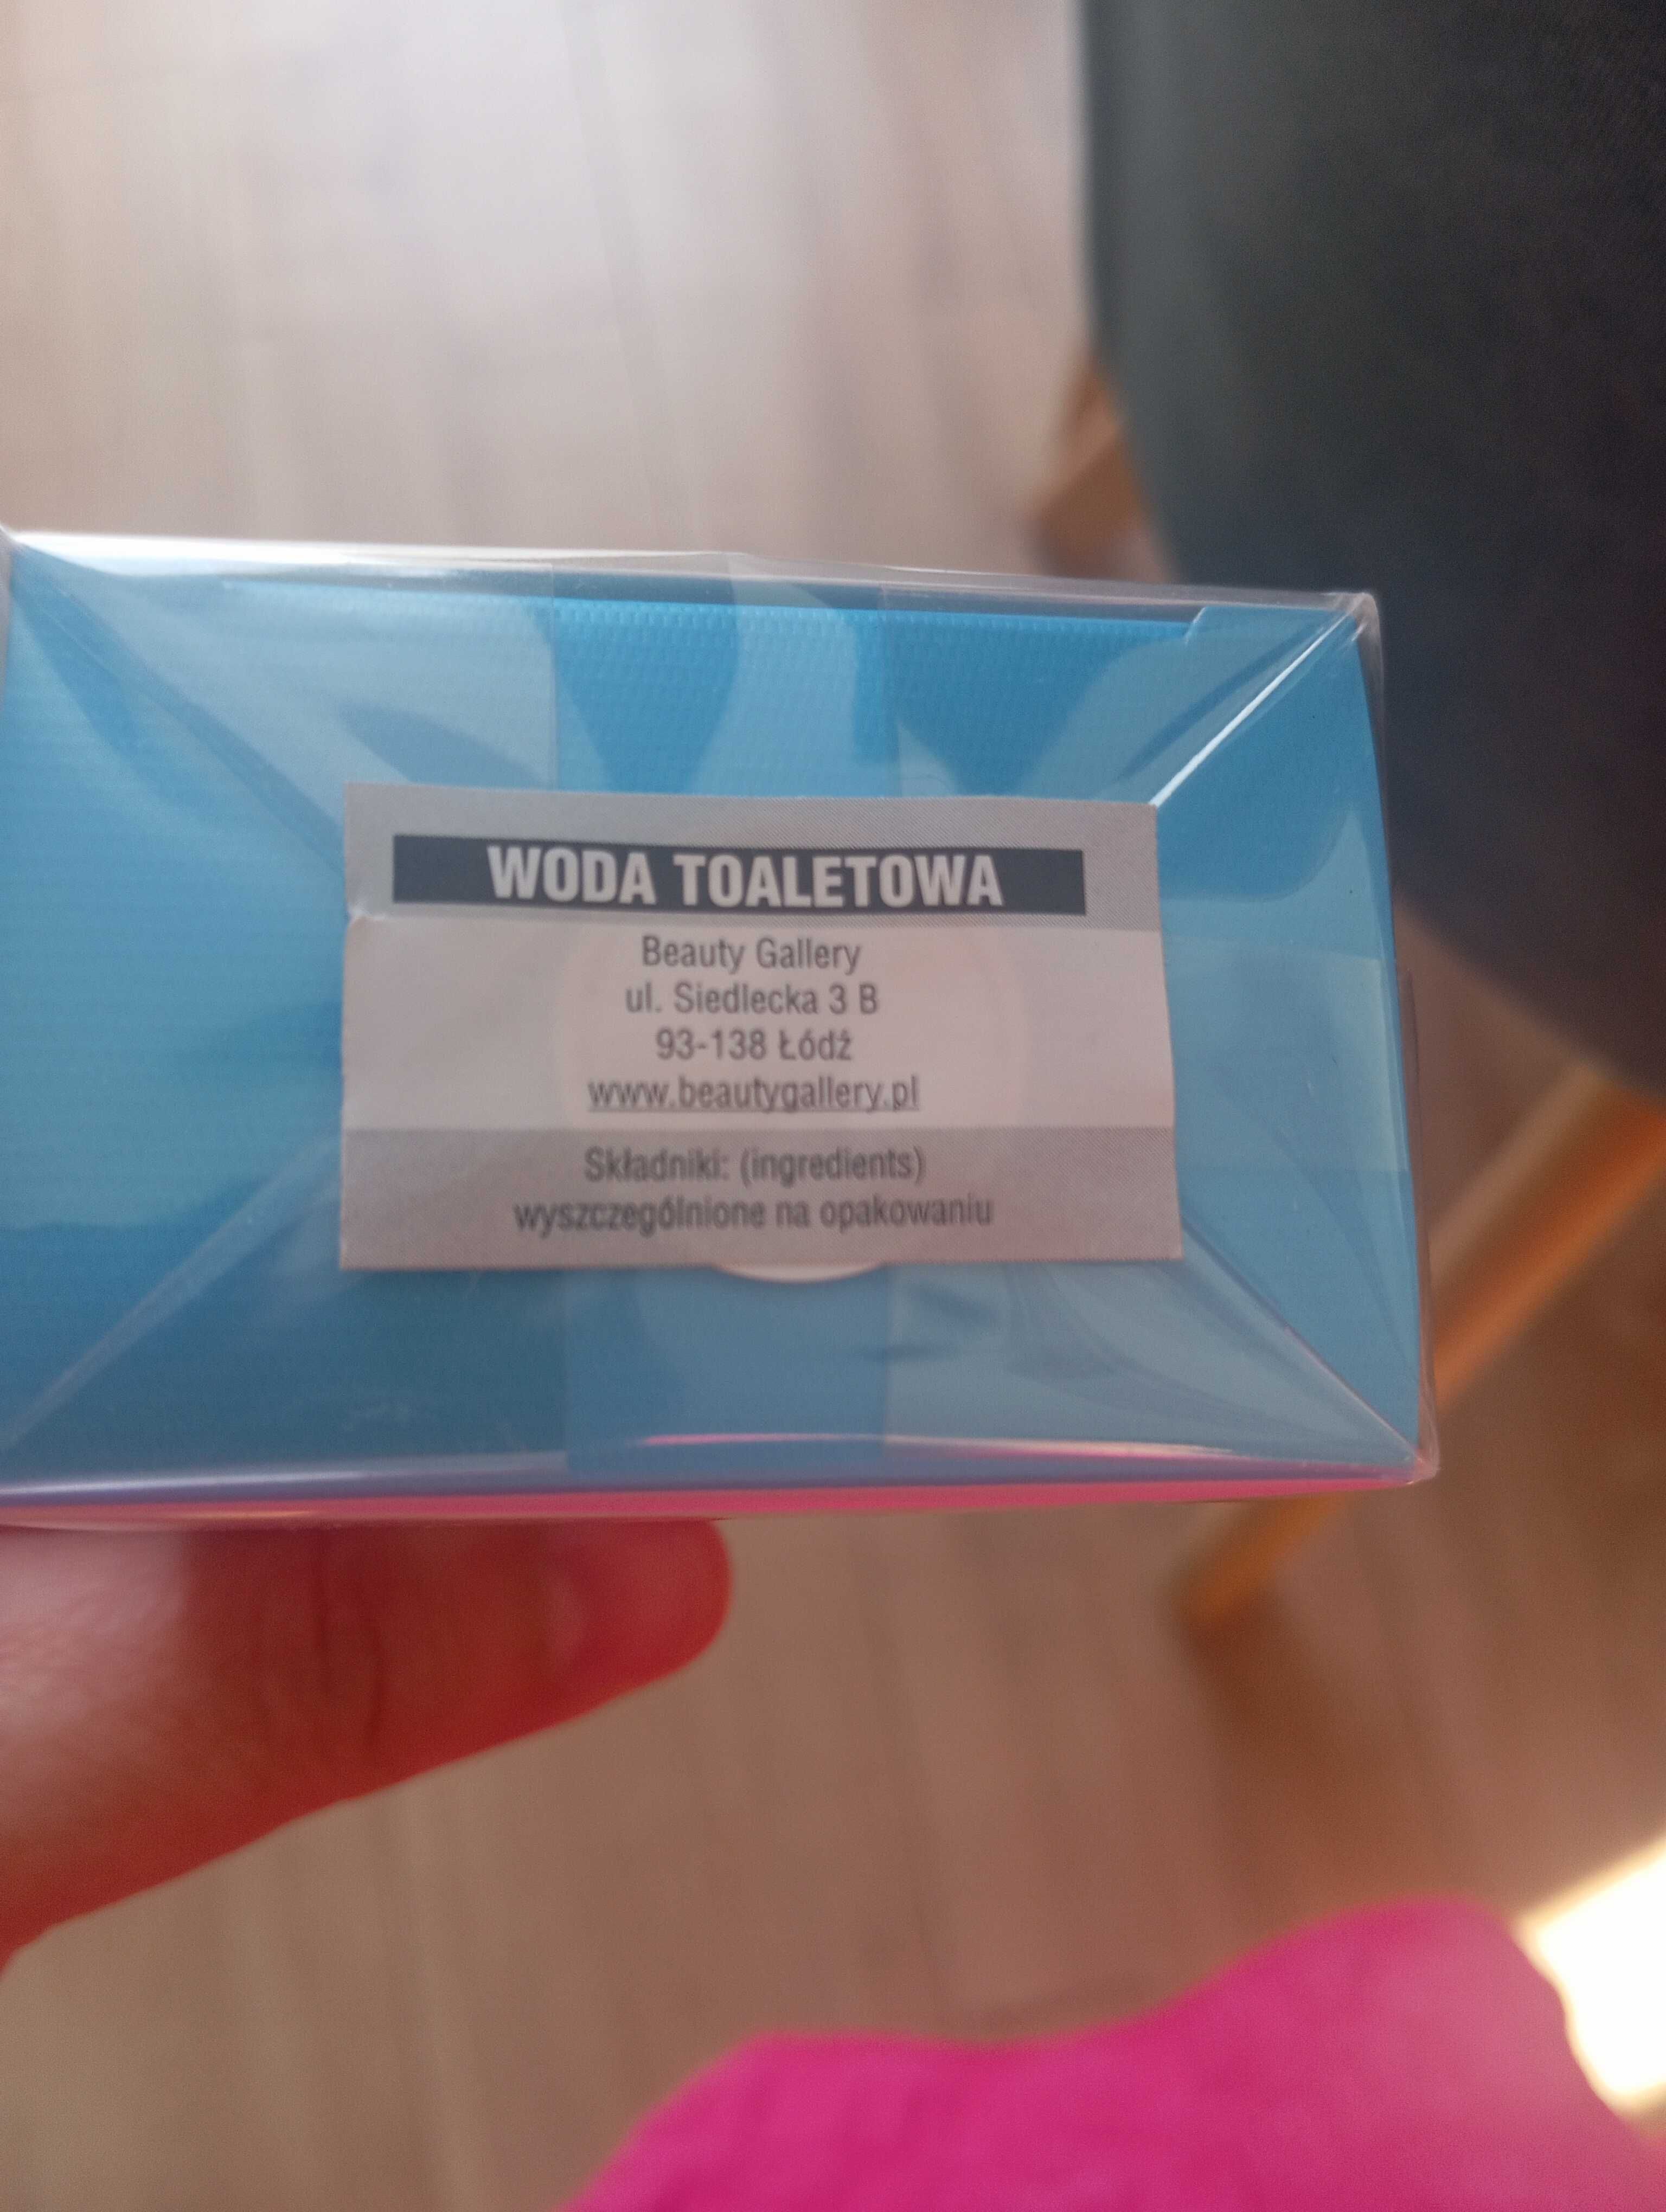 WODA TOALETOWA
Beauty Gallery
ul. Siedlecka 3 B
93-138 Łódź
www.beautygallery.pl
Składniki: (ingredients)
wyszczególnione na opakowaniu